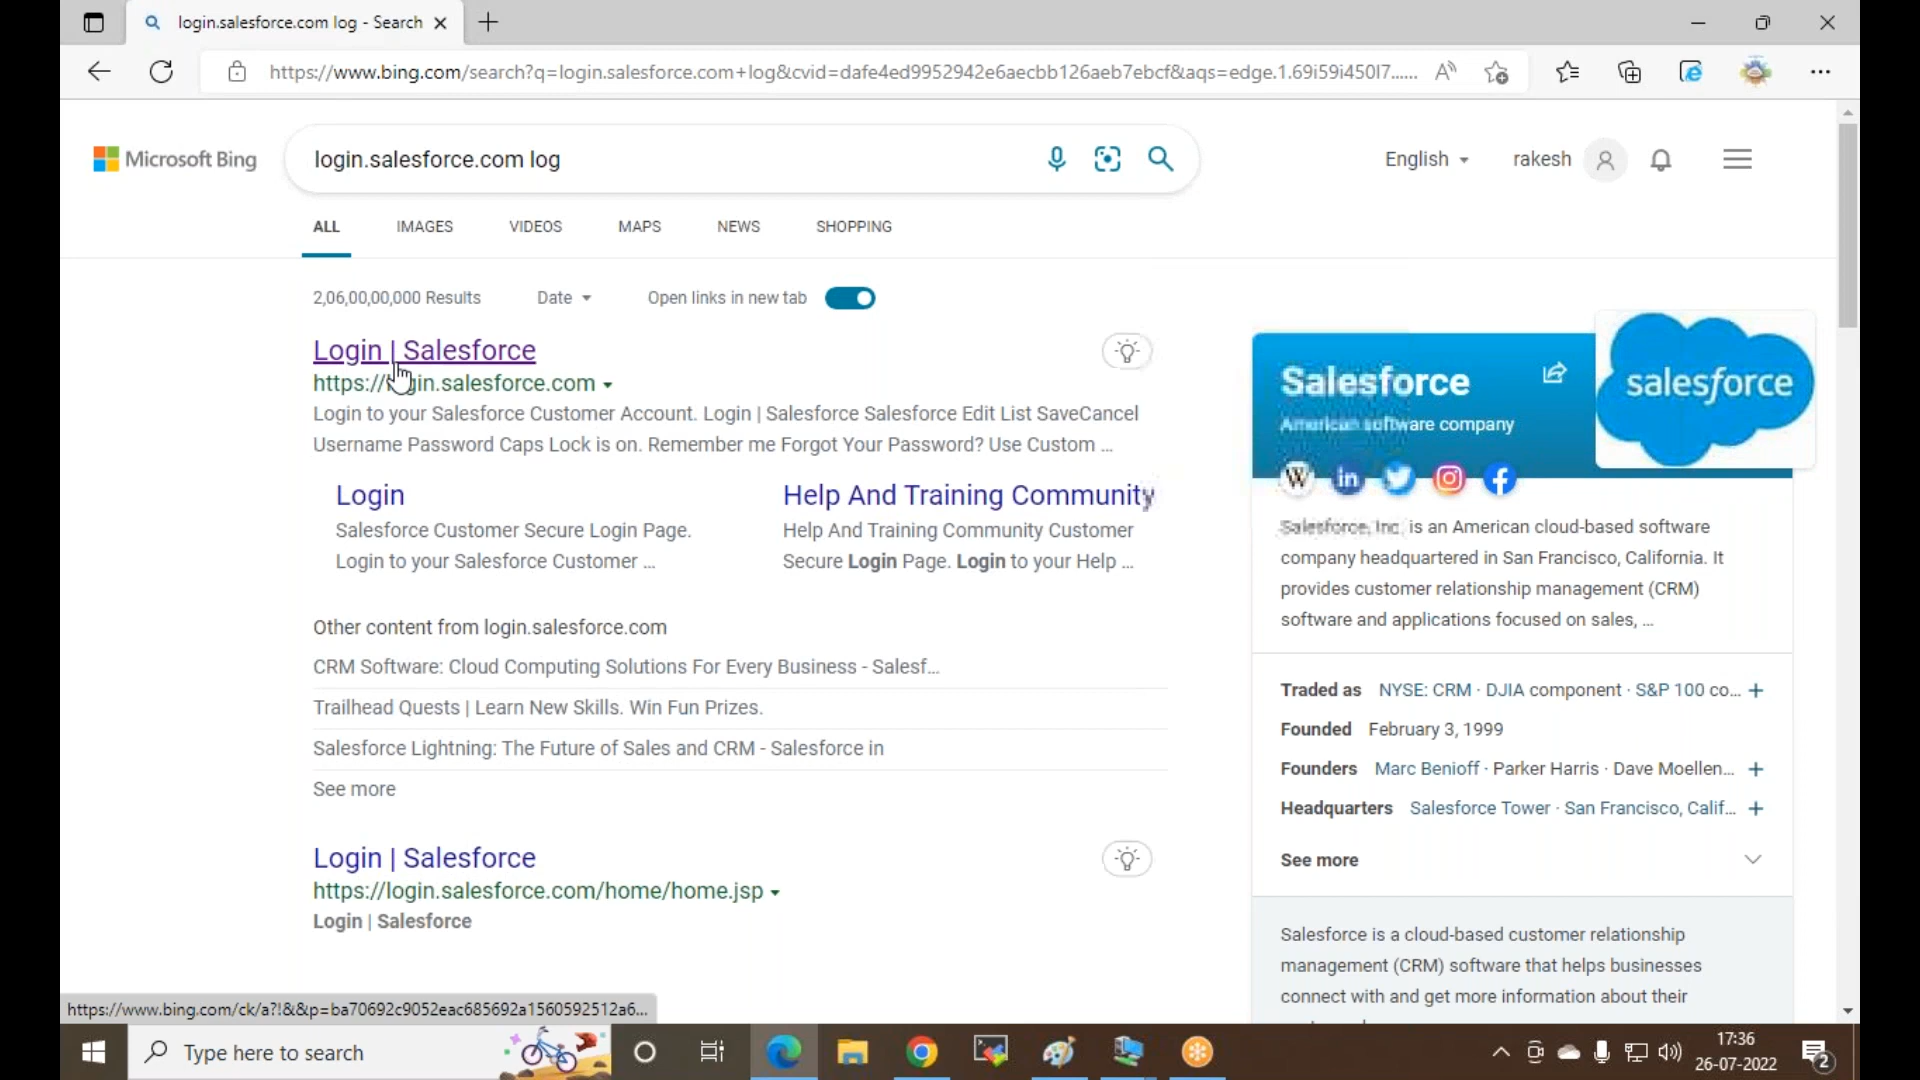 login.salesforce.com log - Search
https://www.bing.com/search?q=login.salesforce.com+log&cvid=dafe4ed9952942e6aecbb126aeb7ebcf&aqs=edge.1.69i59i450l7......
Microsoft Bing
login.salesforce.com log
English
rakesh
ALL
IMAGES
VIDEOS
MAPS
NEWS
SHOPPING
2,06,00,00,000 Results
Date
Open links in new tab
Login | Salesforce
https://login.salesforce.com
Login to your Salesforce Customer Account. Login | Salesforce Salesforce Edit List SaveCancel
Username Password Caps Lock is on. Remember me Forgot Your Password? Use Custom ...
Login
Salesforce Customer Secure Login Page.
Login to your Salesforce Customer ...
Help And Training Community
Help And Training Community Customer
Secure Login Page. Login to your Help ...
Other content from login.salesforce.com
CRM Software: Cloud Computing Solutions For Every Business - Salesf...
Trailhead Quests | Learn New Skills. Win Fun Prizes.
Salesforce Lightning: The Future of Sales and CRM - Salesforce in
See more
Login | Salesforce
https://login.salesforce.com/home/home.jsp
Login | Salesforce
Salesforce
American software company
salesforce
W
in
Salesforce, Inc. is an American cloud-based software
company headquartered in San Francisco, California. It
provides customer relationship management (CRM)
software and applications focused on sales, ...
Traded as NYSE: CRM · DJIA component · S&P 100 co...
Founded February 3, 1999
Founders Marc Benioff · Parker Harris · Dave Moellen...
Headquarters Salesforce Tower · San Francisco, Calif...
See more
Salesforce is a cloud-based customer relationship
management (CRM) software that helps businesses
connect with and get more information about their
https://www.bing.com/ck/a?!&&p=ba70692c9052eac685692a1560592512a6...
Type here to search
17:36
26-07-2022
2